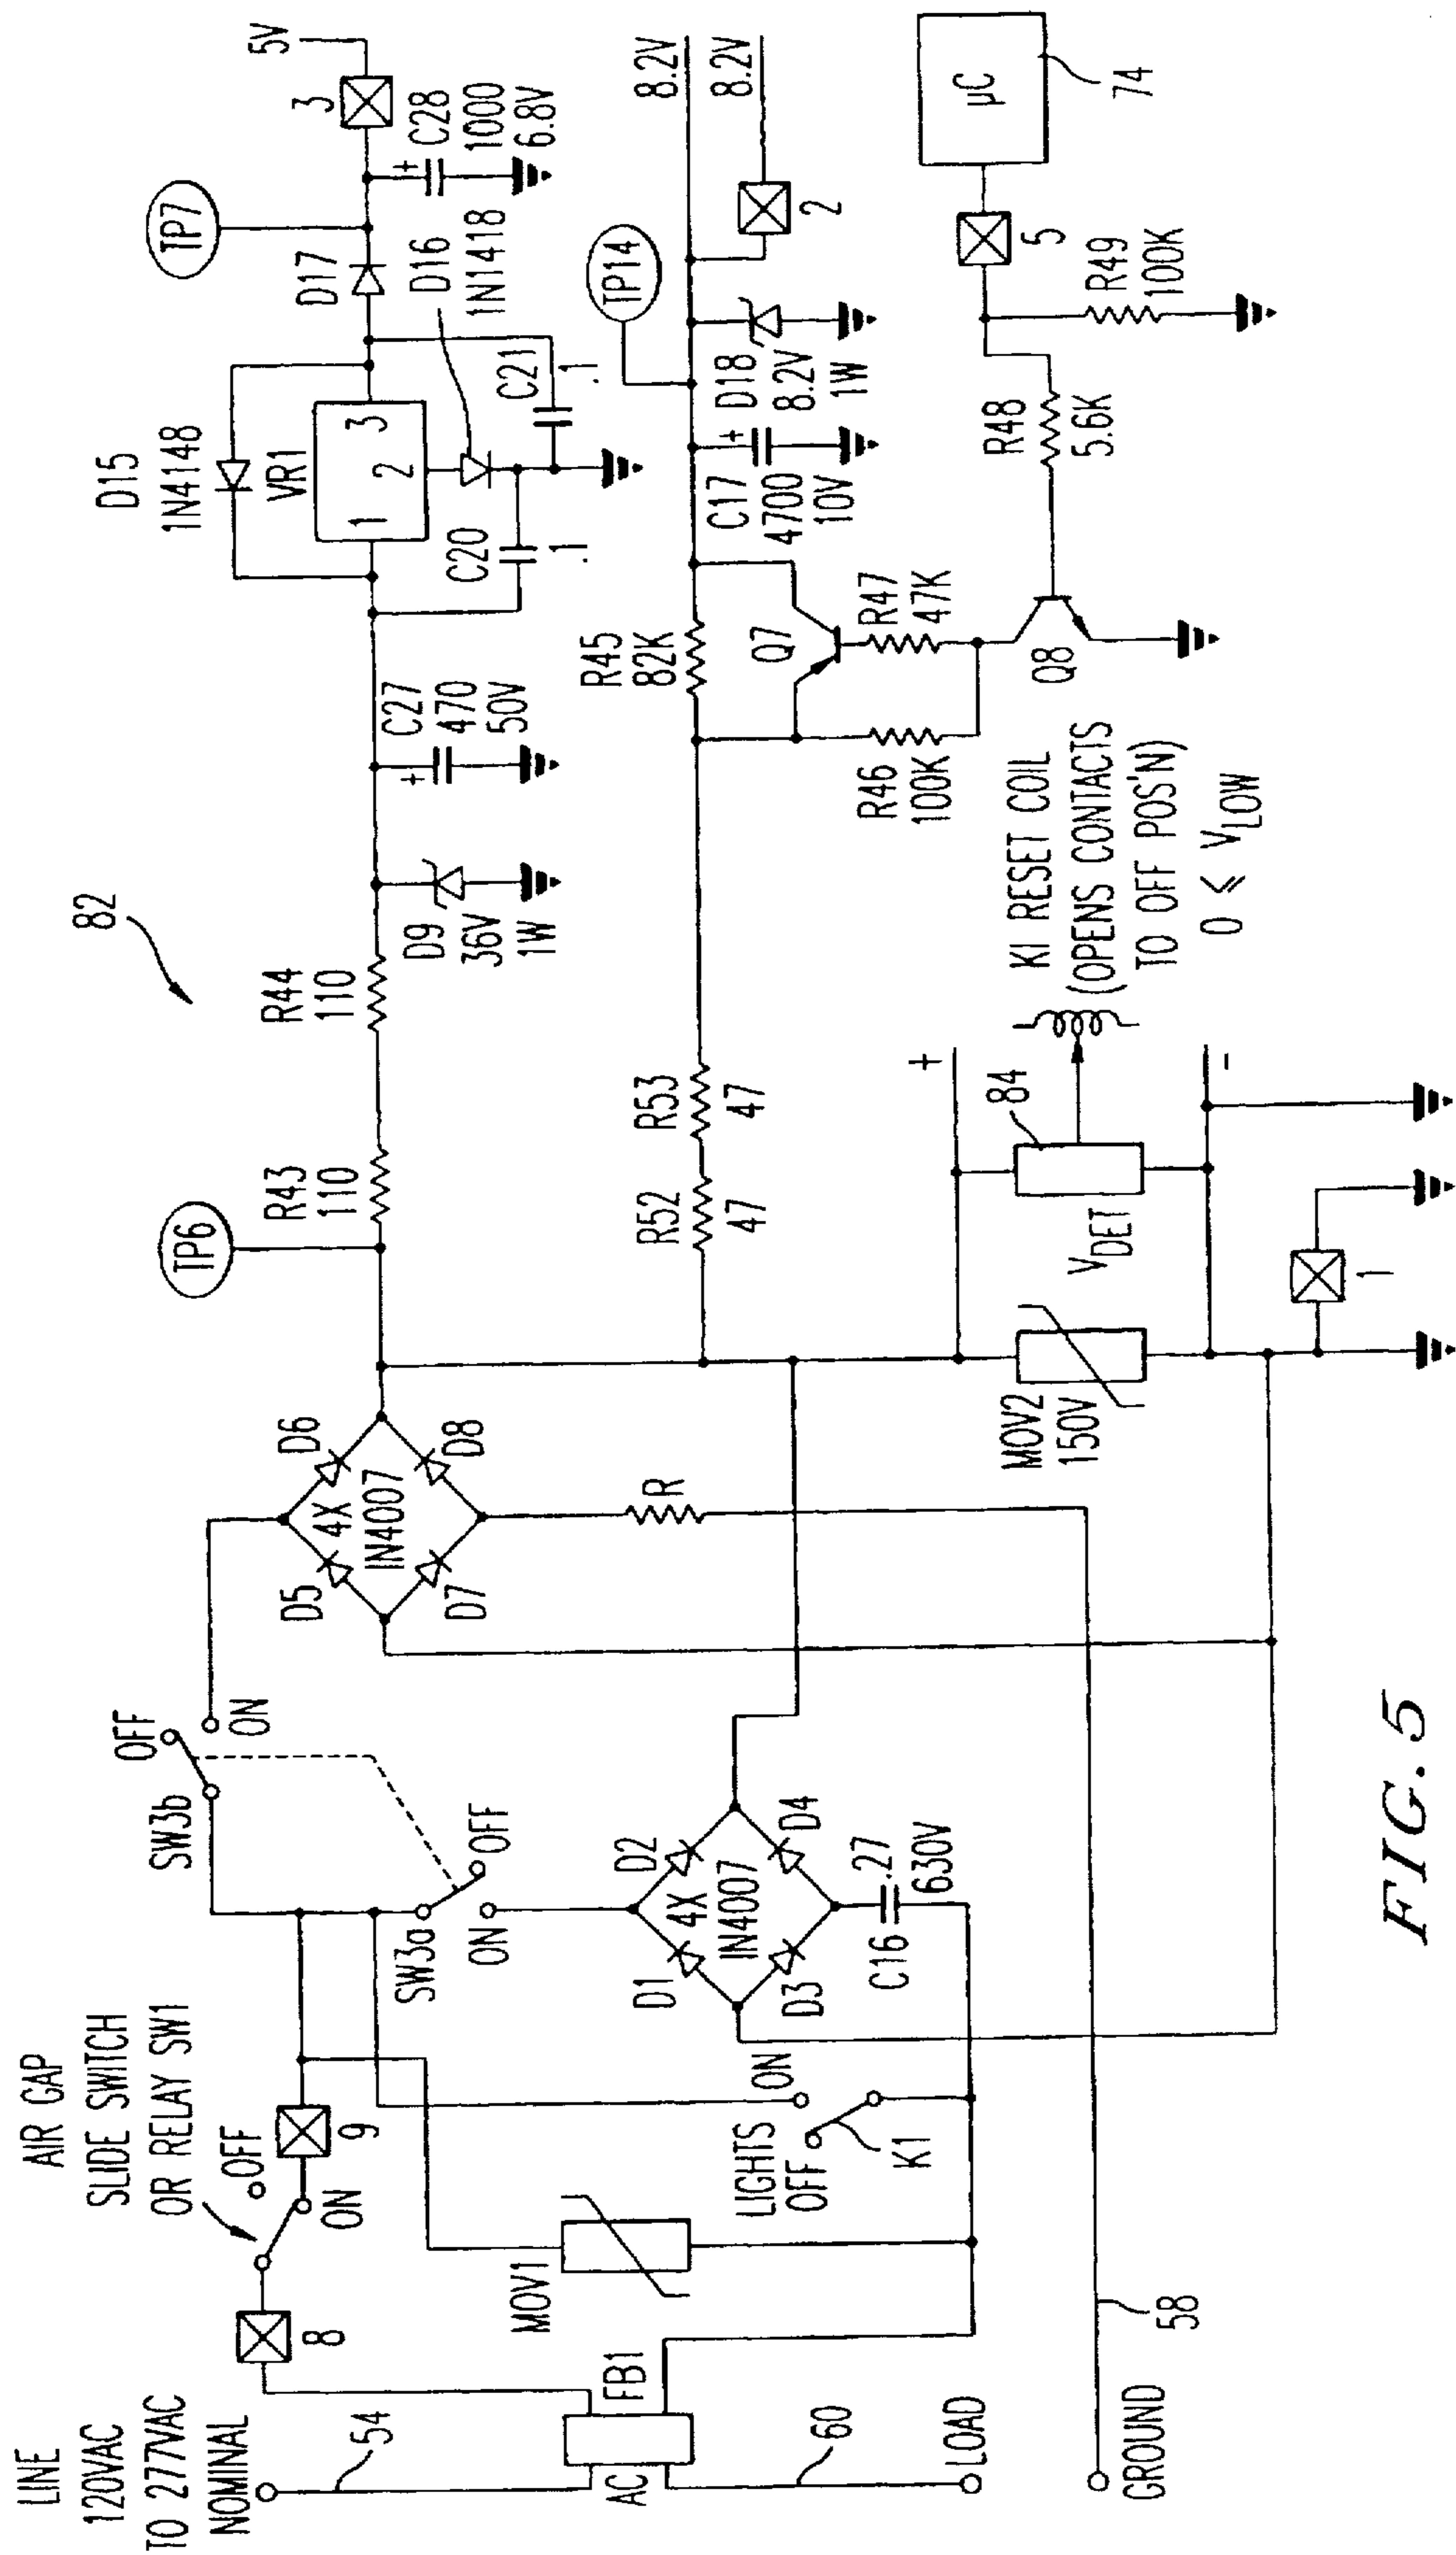 LINE
120VAC
TO 277VAC
NOMINAL
54
AC
FB1
60
LOAD
GROUND
58
8
AIR GAP
SLIDE SWITCH
OR RELAY SW1
OFF
ON
9
MOV1
LIGHTS
OFF
ON
K1
SW3b
OFF
ON
SW3a
OFF
ON
D1
D2
4X
IN4007
D3
D4
C16
.27
630V
D5
D6
4X
IN4007
D7
D8
R
TP6
R43
110
R44
110
82
D9
36V
1W
C27
470
50V
D15
1N4148
VR1
1
2
3
C20
.1
C21
.1
D16
1N1418
D17
TP7
C28
1000
6.8V
3
5V
R52
47
R53
47
R45
82K
Q7
R46
100K
R47
47K
Q8
C17
4700
10V
D18
8.2V
1W
TP14
8.2V
8.2V
2
R48
5.6K
R49
100K
5
µC
74
MOV2
150V
VDET
84
+
-
K1 RESET COIL
(OPENS CONTACTS
TO OFF POS'N)
0 ≤ VLOW
1
FIG. 5